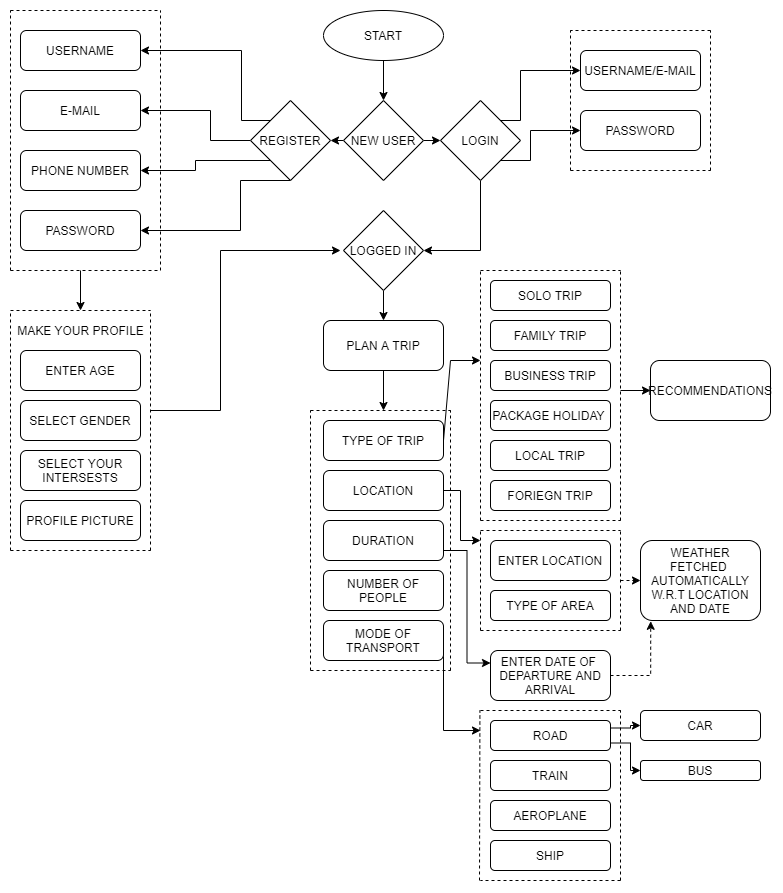 START
USERNAME
E-MAIL
PHONE NUMBER
PASSWORD
REGISTER
NEW USER
LOGIN
USERNAME/E-MAIL
PASSWORD
LOGGED IN
MAKE YOUR PROFILE
ENTER AGE
SELECT GENDER
SELECT YOUR
INTERSESTS
PROFILE PICTURE
PLAN A TRIP
TYPE OF TRIP
LOCATION
DURATION
NUMBER OF
PEOPLE
MODE OF
TRANSPORT
SOLO TRIP
FAMILY TRIP
BUSINESS TRIP
PACKAGE HOLIDAY
LOCAL TRIP
FORIEGN TRIP
RECOMMENDATIONS
ENTER LOCATION
TYPE OF AREA
WEATHER
FETCHED
AUTOMATICALLY
W.R.T LOCATION
AND DATE
ENTER DATE OF
DEPARTURE AND
ARRIVAL
ROAD
TRAIN
AEROPLANE
SHIP
CAR
BUS